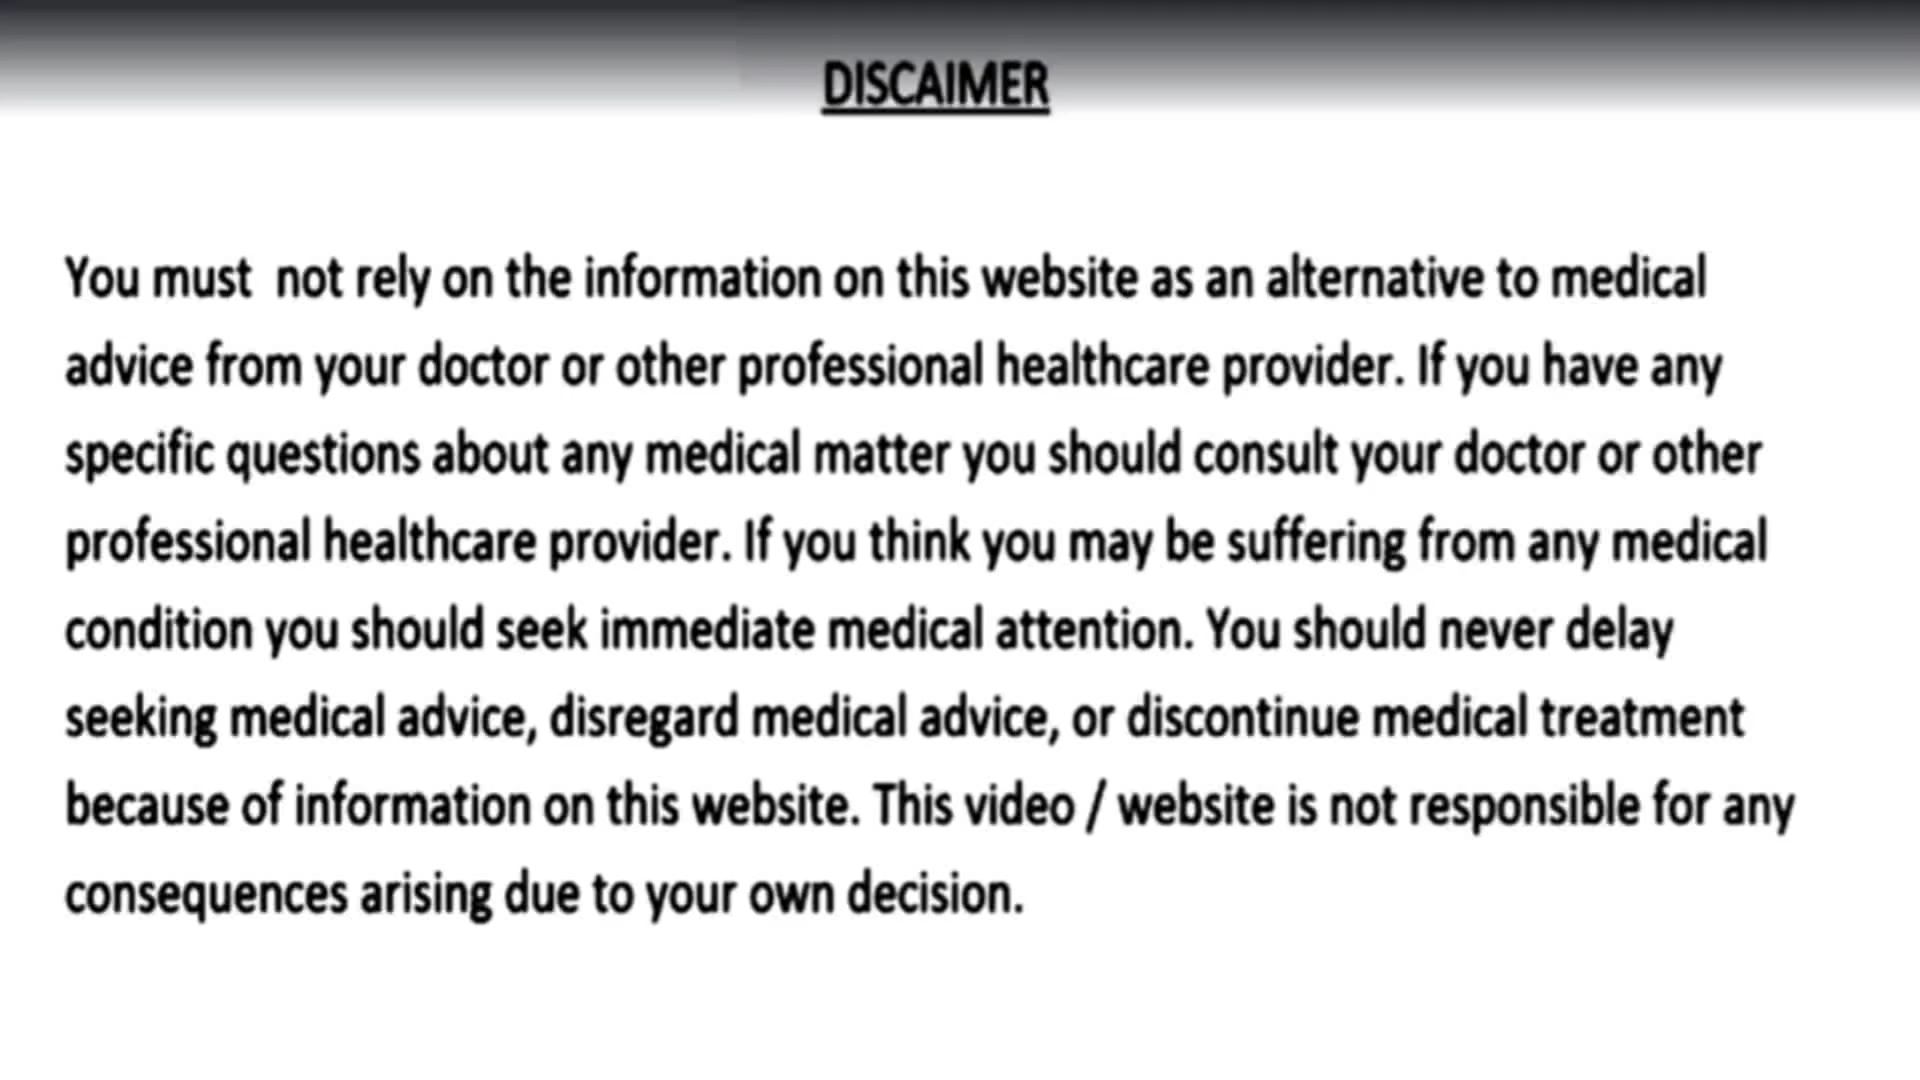 DISCAIMER
You must  not rely on the information on this website as an alternative to medical
advice from your doctor or other professional healthcare provider. If you have any
specific questions about any medical matter you should consult your doctor or other
professional healthcare provider. If you think you may be suffering from any medical
condition you should seek immediate medical attention. You should never delay
seeking medical advice, disregard medical advice, or discontinue medical treatment
because of information on this website. This video / website is not responsible for any
consequences arising due to your own decision.